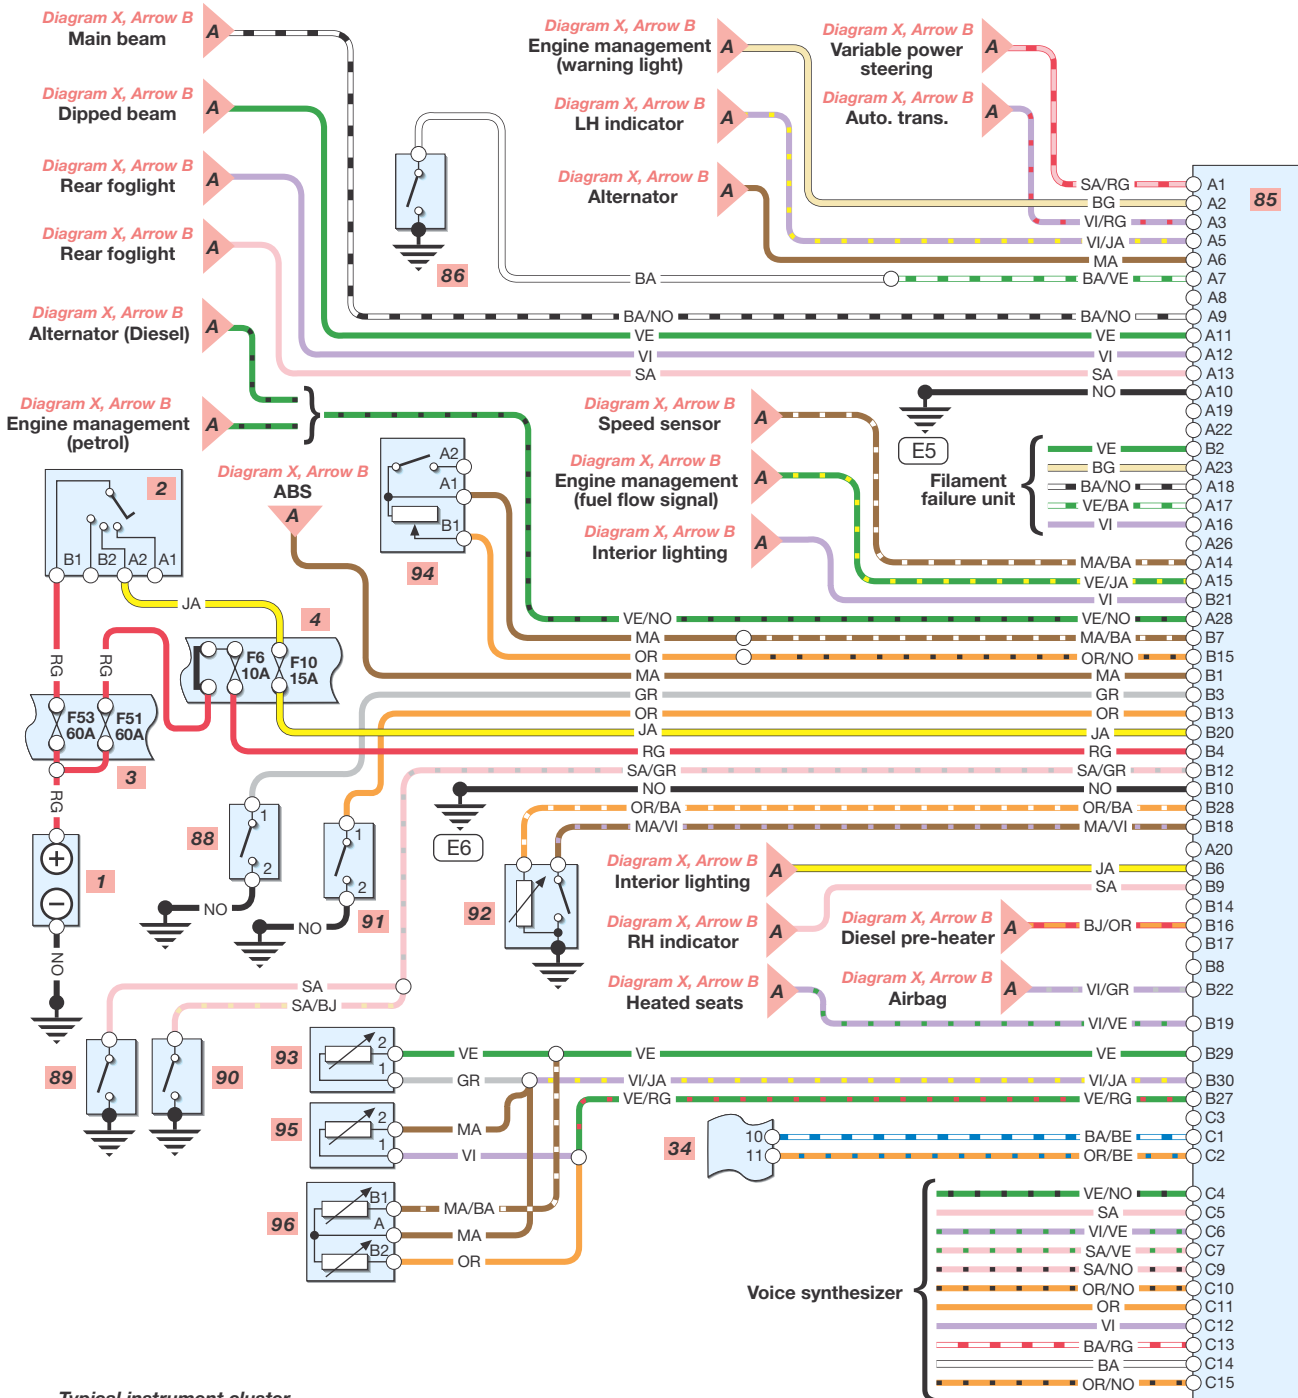 Diagram X, Arrow B
Main beam
A
Diagram X, Arrow B
Dipped beam
A
Diagram X, Arrow B
Rear foglight
A
Diagram X, Arrow B
Rear foglight
A
Diagram X, Arrow B
Alternator (Diesel)
A
Diagram X, Arrow B
Engine management
(petrol)
A
Diagram X, Arrow B
Engine management
(warning light)
A
Diagram X, Arrow B
LH indicator
A
Diagram X, Arrow B
Alternator
A
Diagram X, Arrow B
Variable power
steering
A
Diagram X, Arrow B
Auto. trans.
A
86
85
SA/RG A1
BG A2
VI/RG A3
VI/JA A5
MA A6
BA BA/VE A7
A8
BA/NO BA/NO A9
VE VE A11
VI VI A12
SA SA A13
NO A10
E5
A19
A22
Filament
failure unit
VE B2
BG A23
BA/NO A18
VE/BA A17
VI A16
A26
Diagram X, Arrow B
Speed sensor
A
Diagram X, Arrow B
Engine management
(fuel flow signal)
A
Diagram X, Arrow B
Interior lighting
A
MA/BA A14
VE/JA A15
VI B21
VE/NO VE/NO A28
MA MA/BA B7
OR OR/NO B15
MA MA B1
GR GR B3
OR OR B13
JA JA B20
RG RG B4
SA/GR SA/GR B12
NO NO B10
OR/BA OR/BA B28
MA/VI MA/VI B18
Diagram X, Arrow B
ABS
A
A2
A1
B1
94
2
B1 B2 A2 A1
JA
4
F6
10A
F10
15A
RG
RG
F53
60A
F51
60A
3
RG
1
NO
88
1
2
NO
1
2
91
NO
E6
92
A20
Diagram X, Arrow B
Interior lighting
A
JA B6
SA B9
Diagram X, Arrow B
RH indicator
A
B14
Diagram X, Arrow B
Diesel pre-heater
A
BJ/OR B16
B17
B8
Diagram X, Arrow B
Heated seats
A
Diagram X, Arrow B
Airbag
A
VI/GR B22
VI/VE B19
SA
SA/BJ
89
90
93
2
1
VE VE VE B29
GR VI/JA VI/JA B30
VE/RG VE/RG B27
95
2
1
MA
VI
96
B1
A
B2
MA/BA
MA
OR
C3
34
10
11
BA/BE C1
OR/BE C2
Voice synthesizer
VE/NO C4
SA C5
VI/VE C6
SA/VE C7
SA/NO C9
OR/NO C10
OR C11
VI C12
BA/RG C13
BA C14
OR/NO C15
Typical instrument cluster